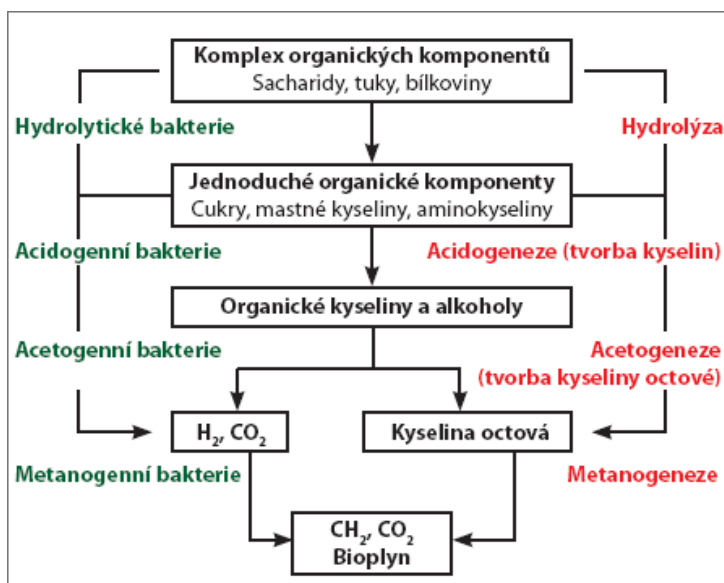 Komplex organických komponentů
Sacharidy, tuky, bílkoviny
Hydrolytické bakterie
Hydrolýza
Jednoduché organické komponenty
Cukry, mastné kyseliny, aminokyseliny
Acidogenní bakterie
Acidogeneze (tvorba kyselin)
Organické kyseliny a alkoholy
Acetogenní bakterie
Acetogeneze
(tvorba kyseliny octové)
H₂, CO₂
Kyselina octová
Metanogenní bakterie
Metanogeneze
CH₂, CO₂
Bioplyn